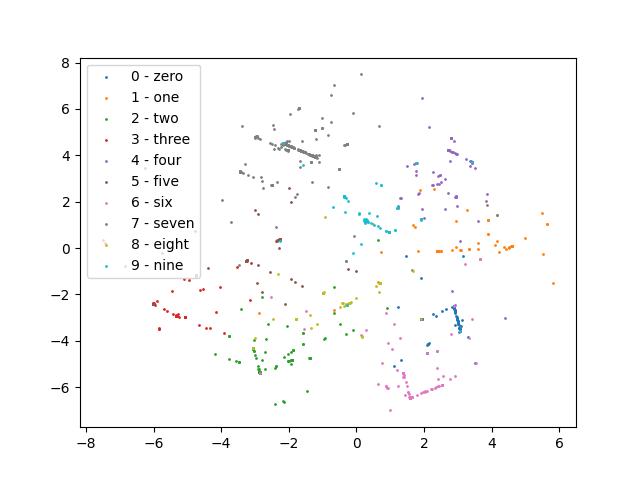 8
6
4
2
0
−2
−4
−6
−8
−6
−4
−2
0
2
4
6
0 - zero
1 - one
2 - two
3 - three
4 - four
5 - five
6 - six
7 - seven
8 - eight
9 - nine